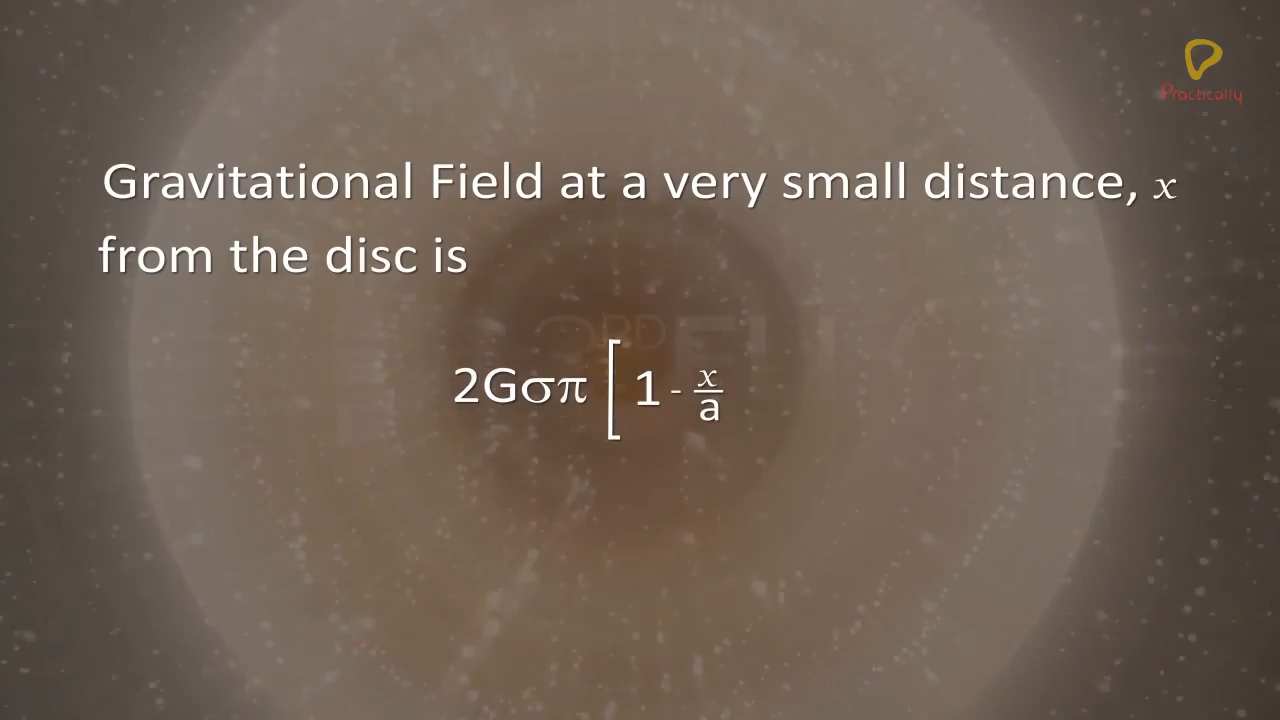 Practically
Gravitational Field at a very small distance, x
from the disc is
2Gσπ [ 1 - x/a